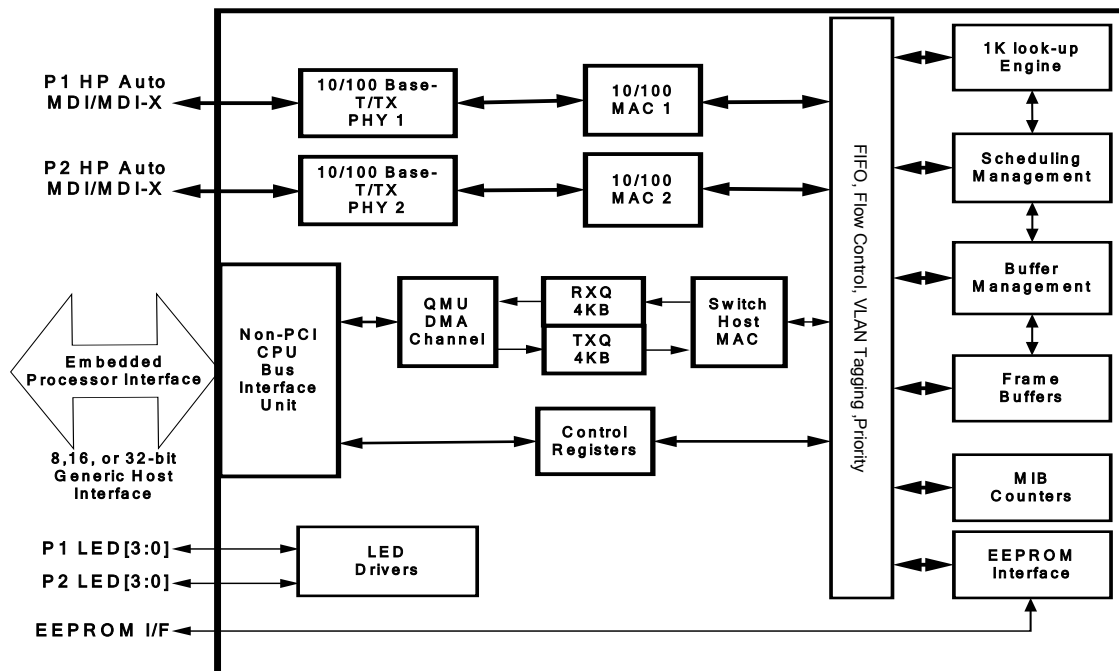 P1 HP Auto
MDI/MDI-X
10/100 Base-
T/TX
PHY 1
10/100
MAC 1
P2 HP Auto
MDI/MDI-X
10/100 Base-
T/TX
PHY 2
10/100
MAC 2
Embedded
Processor Interface
8,16, or 32-bit
Generic Host
Interface
Non-PCI
CPU
Bus
Interface
Unit
QMU
DMA
Channel
RXQ
4KB
TXQ
4KB
Switch
Host
MAC
Control
Registers
P1 LED[3:0]
P2 LED[3:0]
LED
Drivers
EEPROM I/F
FIFO, Flow Control, VLAN Tagging ,Priority
1K look-up
Engine
Scheduling
Management
Buffer
Management
Frame
Buffers
MIB
Counters
EEPROM
Interface